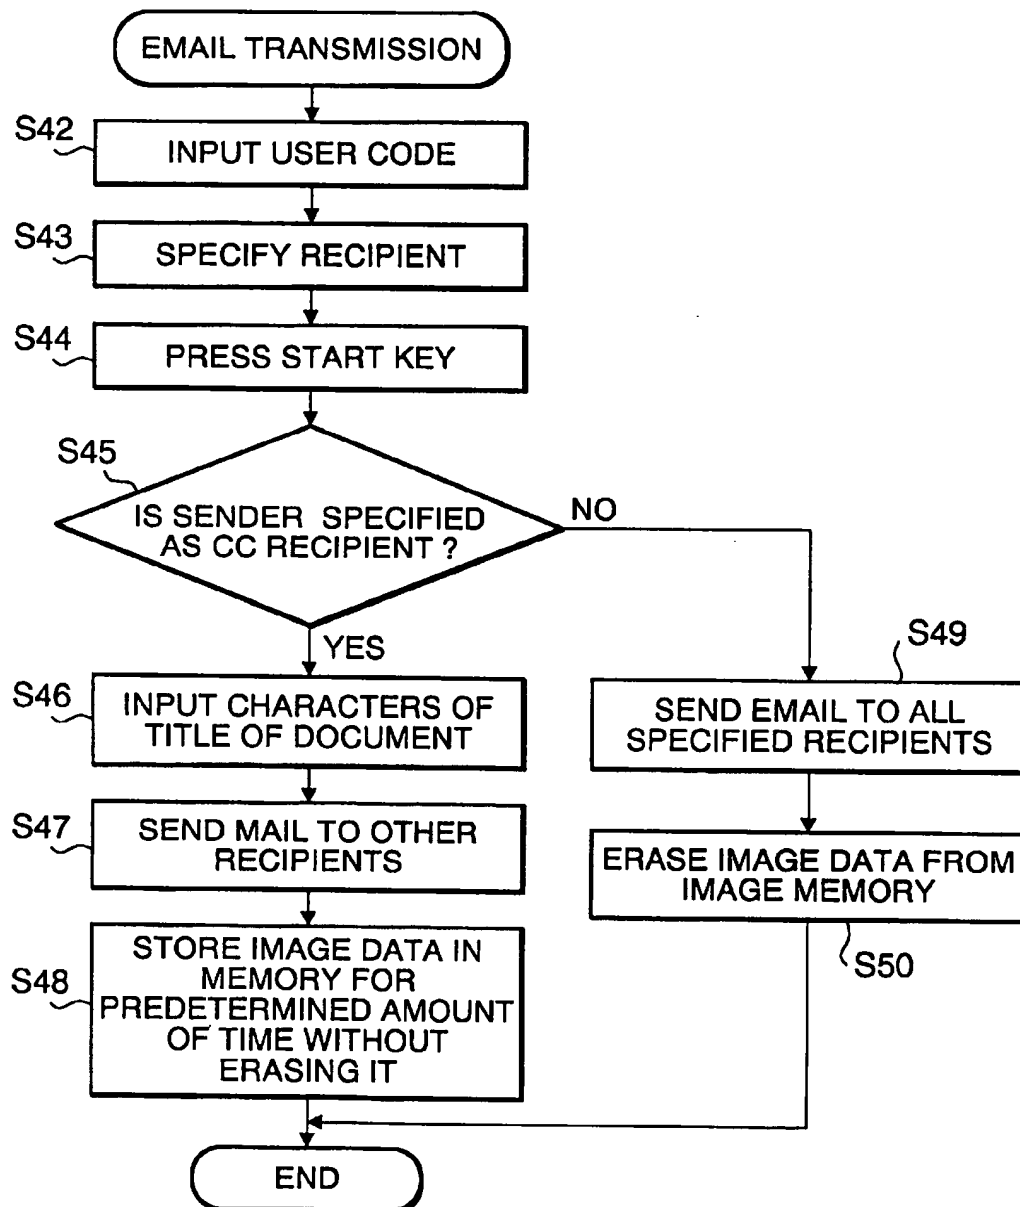 EMAIL TRANSMISSION
S42
INPUT USER CODE
S43
SPECIFY RECIPIENT
S44
PRESS START KEY
S45
IS SENDER SPECIFIED
AS CC RECIPIENT ?
NO
YES
S46
INPUT CHARACTERS OF
TITLE OF DOCUMENT
S47
SEND MAIL TO OTHER
RECIPIENTS
S48
STORE IMAGE DATA IN
MEMORY FOR
PREDETERMINED AMOUNT
OF TIME WITHOUT
ERASING IT
S49
SEND EMAIL TO ALL
SPECIFIED RECIPIENTS
ERASE IMAGE DATA FROM
IMAGE MEMORY
S50
END